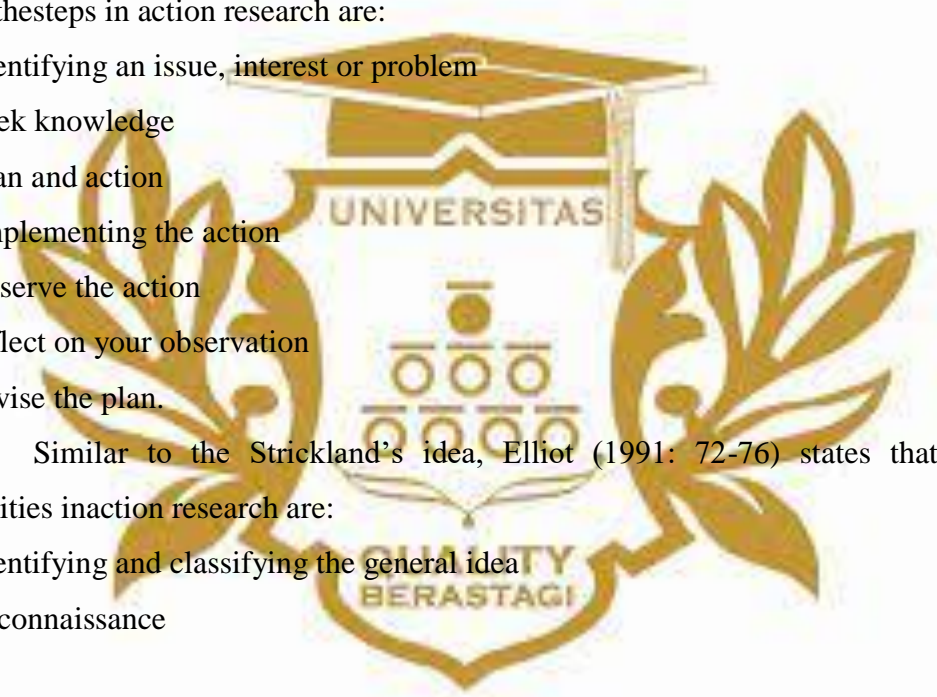 thesteps in action research are:
entifying an issue, interest or problem
ek knowledge
an and action
nplementing the action
serve the action
flect on your observation
vise the plan.
Similar to the Strickland’s idea, Elliot (1991: 72-76) states that
ities inaction research are:
entifying and classifying the general idea
connaissance
UNIVERSITAS
QUALITY
BERASTAGI